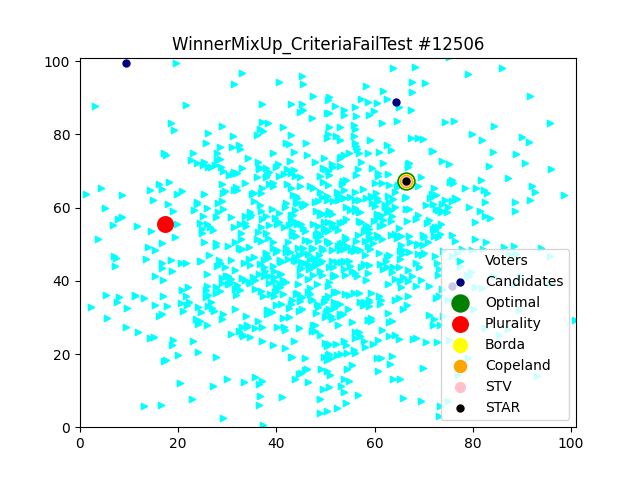 WinnerMixUp_CriteriaFailTest #12506
100
80
60
40
20
0
0
20
40
60
80
100
Voters
Candidates
Optimal
Plurality
Borda
Copeland
STV
STAR